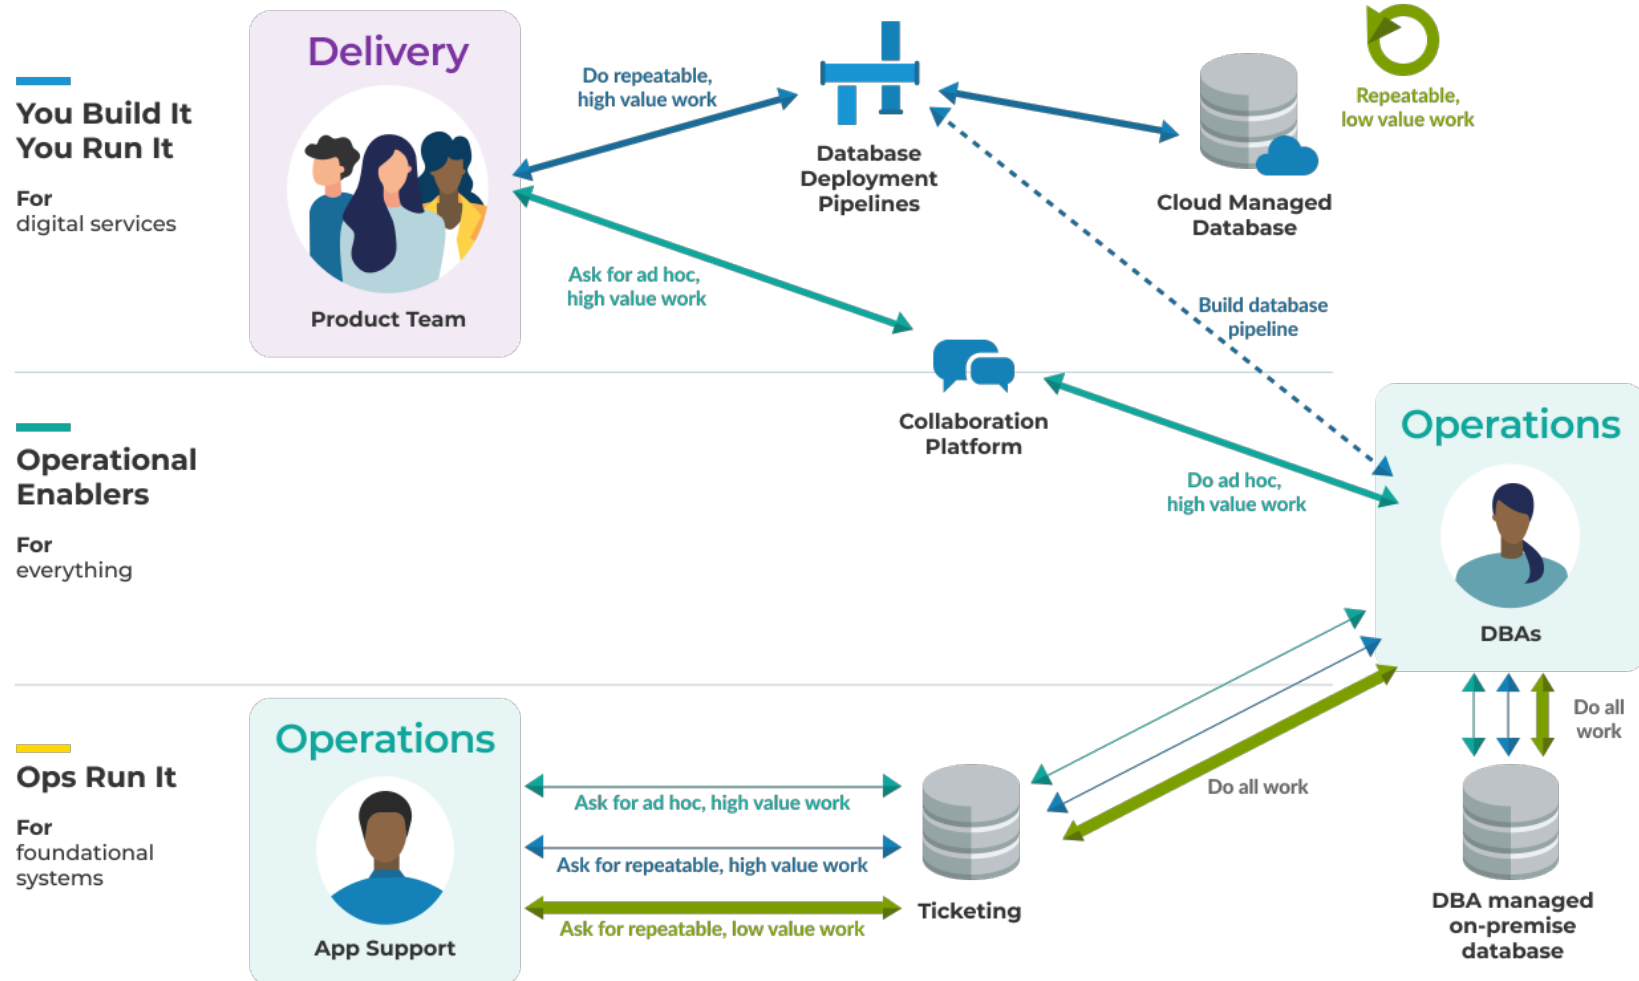 You Build It
You Run It
For
digital services
Delivery
Product Team
Do repeatable,
high value work
Database
Deployment
Pipelines
Cloud Managed
Database
Repeatable,
low value work
Ask for ad hoc,
high value work
Build database
pipeline
Operational
Enablers
For
everything
Collaboration
Platform
Do ad hoc,
high value work
Operations
DBAs
Ops Run It
For
foundational
systems
Operations
App Support
Ask for ad hoc, high value work
Ask for repeatable, high value work
Ask for repeatable, low value work
Ticketing
Do all work
Do all
work
DBA managed
on-premise
database